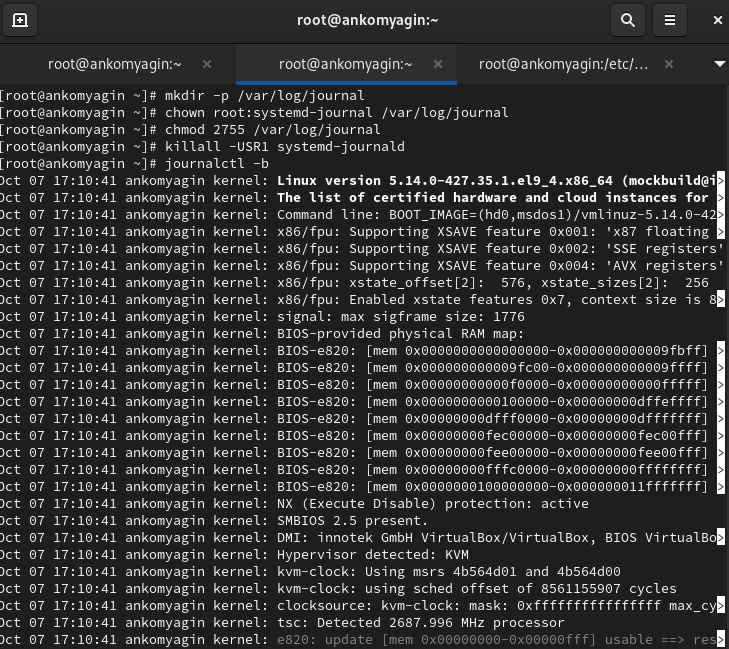 root@ankomyagin:~
root@ankomyagin:~ root@ankomyagin:~ root@ankomyagin:/etc/...
[root@ankomyagin ~]# mkdir -p /var/log/journal
[root@ankomyagin ~]# chown root:systemd-journal /var/log/journal
[root@ankomyagin ~]# chmod 2755 /var/log/journal
[root@ankomyagin ~]# killall -USR1 systemd-journald
[root@ankomyagin ~]# journalctl -b
Oct 07 17:10:41 ankomyagin kernel: Linux version 5.14.0-427.35.1.el9_4.x86_64 (mockbuild@i>
Oct 07 17:10:41 ankomyagin kernel: The list of certified hardware and cloud instances for >
Oct 07 17:10:41 ankomyagin kernel: Command line: BOOT_IMAGE=(hd0,msdos1)/vmlinuz-5.14.0-42>
Oct 07 17:10:41 ankomyagin kernel: x86/fpu: Supporting XSAVE feature 0x001: 'x87 floating >
Oct 07 17:10:41 ankomyagin kernel: x86/fpu: Supporting XSAVE feature 0x002: 'SSE registers'
Oct 07 17:10:41 ankomyagin kernel: x86/fpu: Supporting XSAVE feature 0x004: 'AVX registers'
Oct 07 17:10:41 ankomyagin kernel: x86/fpu: xstate_offset[2]:  576, xstate_sizes[2]:  256
Oct 07 17:10:41 ankomyagin kernel: x86/fpu: Enabled xstate features 0x7, context size is 8>
Oct 07 17:10:41 ankomyagin kernel: signal: max sigframe size: 1776
Oct 07 17:10:41 ankomyagin kernel: BIOS-provided physical RAM map:
Oct 07 17:10:41 ankomyagin kernel: BIOS-e820: [mem 0x0000000000000000-0x000000000009fbff] >
Oct 07 17:10:41 ankomyagin kernel: BIOS-e820: [mem 0x000000000009fc00-0x000000000009ffff] >
Oct 07 17:10:41 ankomyagin kernel: BIOS-e820: [mem 0x00000000000f0000-0x00000000000fffff] >
Oct 07 17:10:41 ankomyagin kernel: BIOS-e820: [mem 0x0000000000100000-0x00000000dffeffff] >
Oct 07 17:10:41 ankomyagin kernel: BIOS-e820: [mem 0x00000000dfff0000-0x00000000dfffffff] >
Oct 07 17:10:41 ankomyagin kernel: BIOS-e820: [mem 0x00000000fec00000-0x00000000fec00fff] >
Oct 07 17:10:41 ankomyagin kernel: BIOS-e820: [mem 0x00000000fee00000-0x00000000fee00fff] >
Oct 07 17:10:41 ankomyagin kernel: BIOS-e820: [mem 0x00000000fffc0000-0x00000000ffffffff] >
Oct 07 17:10:41 ankomyagin kernel: BIOS-e820: [mem 0x0000000100000000-0x000000011fffffff] >
Oct 07 17:10:41 ankomyagin kernel: NX (Execute Disable) protection: active
Oct 07 17:10:41 ankomyagin kernel: SMBIOS 2.5 present.
Oct 07 17:10:41 ankomyagin kernel: DMI: innotek GmbH VirtualBox/VirtualBox, BIOS VirtualBo>
Oct 07 17:10:41 ankomyagin kernel: Hypervisor detected: KVM
Oct 07 17:10:41 ankomyagin kernel: kvm-clock: Using msrs 4b564d01 and 4b564d00
Oct 07 17:10:41 ankomyagin kernel: kvm-clock: using sched offset of 8561155907 cycles
Oct 07 17:10:41 ankomyagin kernel: clocksource: kvm-clock: mask: 0xffffffffffffffff max_cy>
Oct 07 17:10:41 ankomyagin kernel: tsc: Detected 2687.996 MHz processor
Oct 07 17:10:41 ankomyagin kernel: e820: update [mem 0x00000000-0x00000fff] usable ==> res>